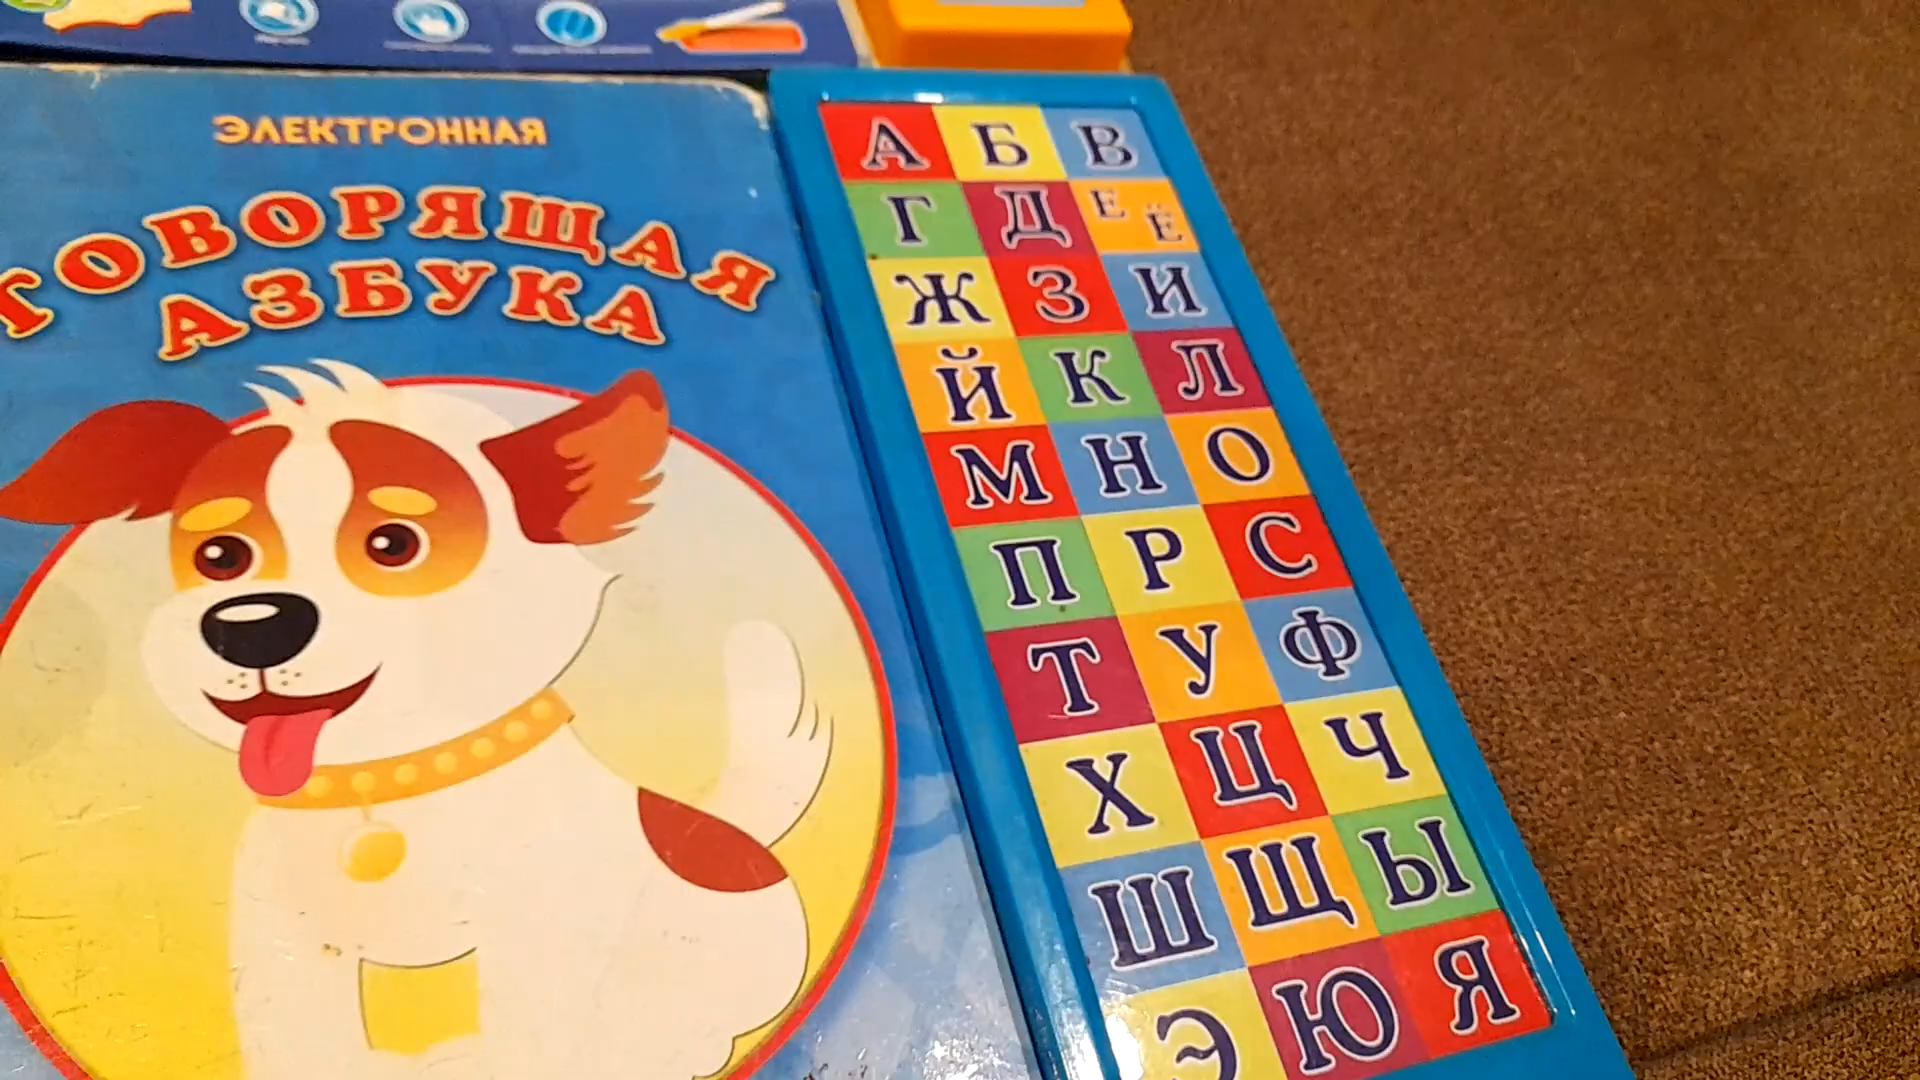 ЭЛЕКТРОННАЯ
ГОВОРЯЩАЯ
АЗБУКА
А Б В
Г Д Е Ё
Ж З И
Й К Л
М Н О
П Р С
Т У Ф
Х Ц Ч
Ш Щ Ы
Э Ю Я